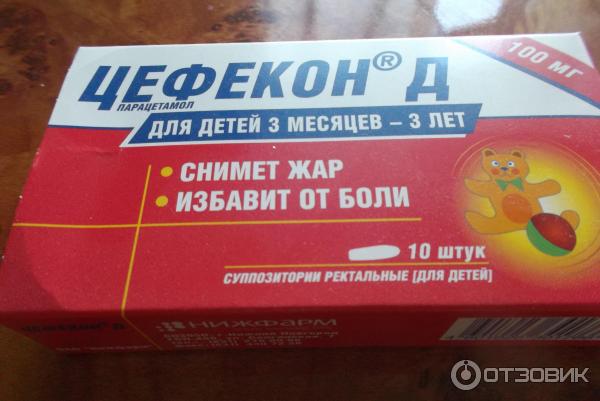 ЦЕФЕКОН® Д
ПАРАЦЕТАМОЛ
100 МГ
ДЛЯ ДЕТЕЙ 3 МЕСЯЦЕВ – 3 ЛЕТ
• СНИМЕТ ЖАР
• ИЗБАВИТ ОТ БОЛИ
10 штук
СУППОЗИТОРИИ РЕКТАЛЬНЫЕ [ДЛЯ ДЕТЕЙ]
ЦЕФЕКОН® Д
НИЖФАРМ
ОТЗОВИК